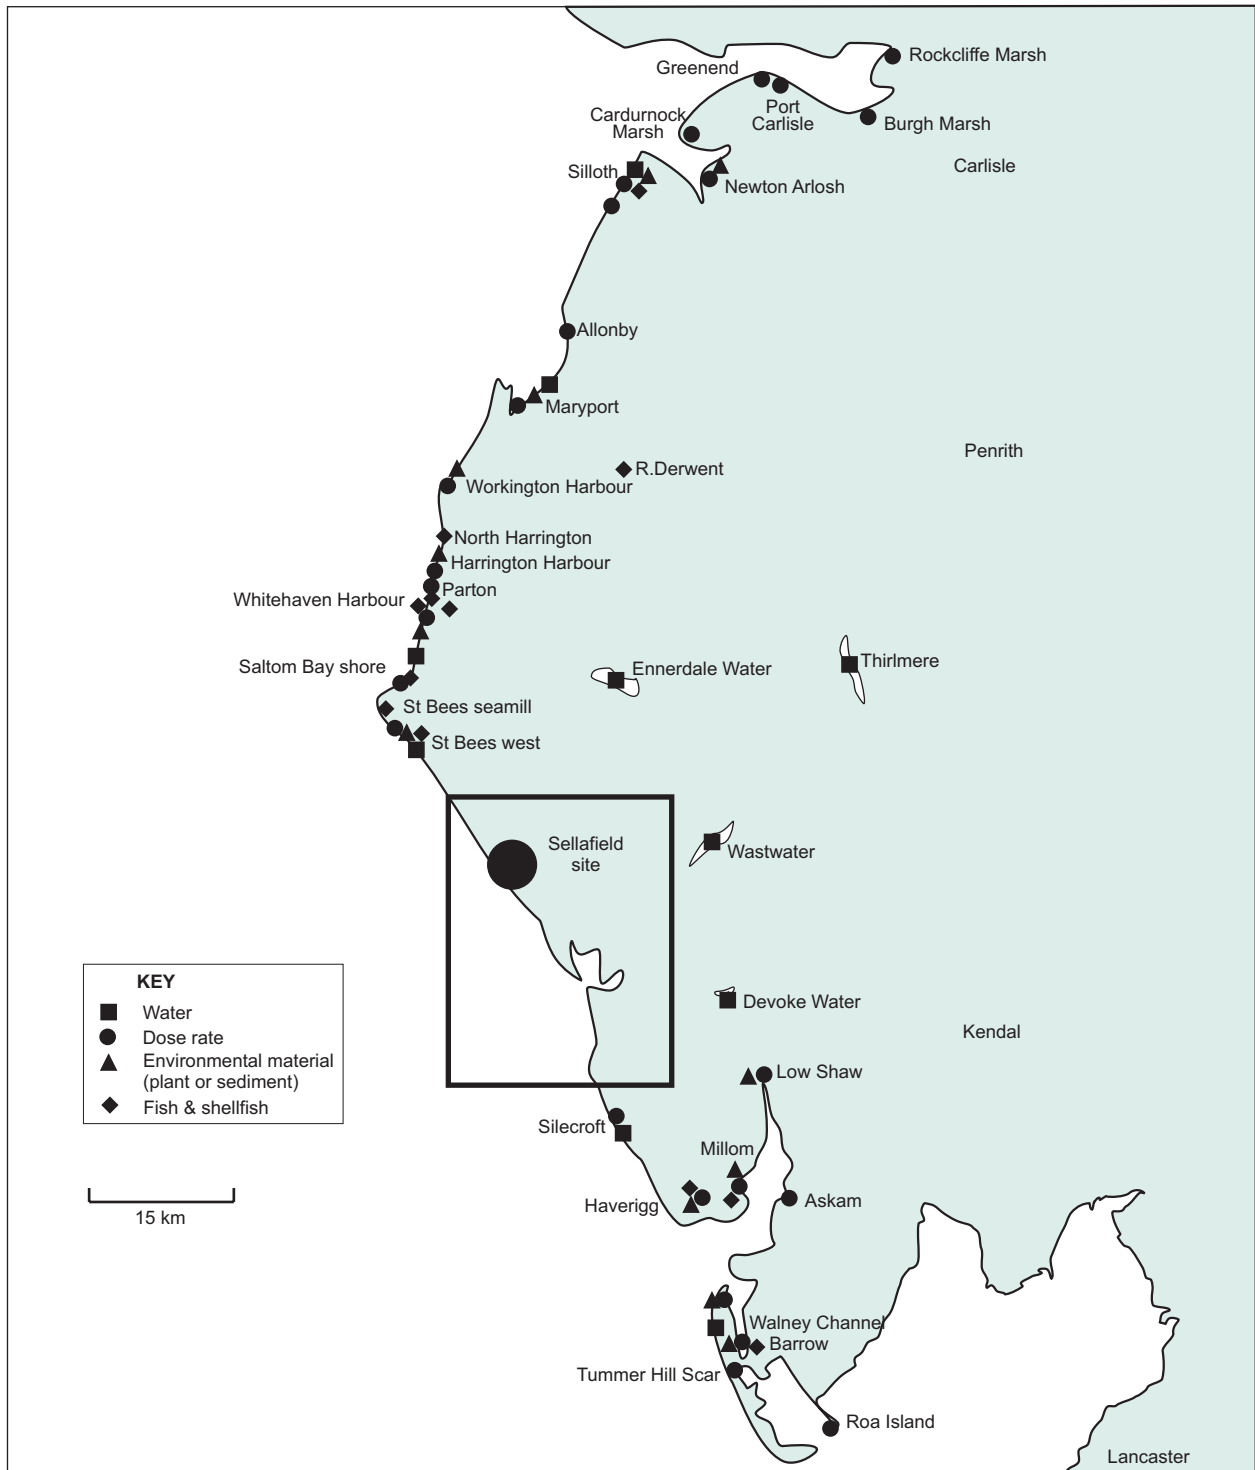 Rockcliffe Marsh
Greenend
Port
Carlisle
Cardurnock
Marsh
Burgh Marsh
Carlisle
Silloth
Newton Arlosh
Allonby
Maryport
Penrith
R.Derwent
Workington Harbour
North Harrington
Harrington Harbour
Parton
Whitehaven Harbour
Saltom Bay shore
Ennerdale Water
Thirlmere
St Bees seamill
St Bees west
Sellafield
site
Wastwater
KEY
Water
Dose rate
Environmental material
(plant or sediment)
Fish & shellfish
Devoke Water
Kendal
Low Shaw
Silecroft
Millom
15 km
Haverigg
Askam
Walney Channel
Barrow
Tummer Hill Scar
Roa Island
Lancaster